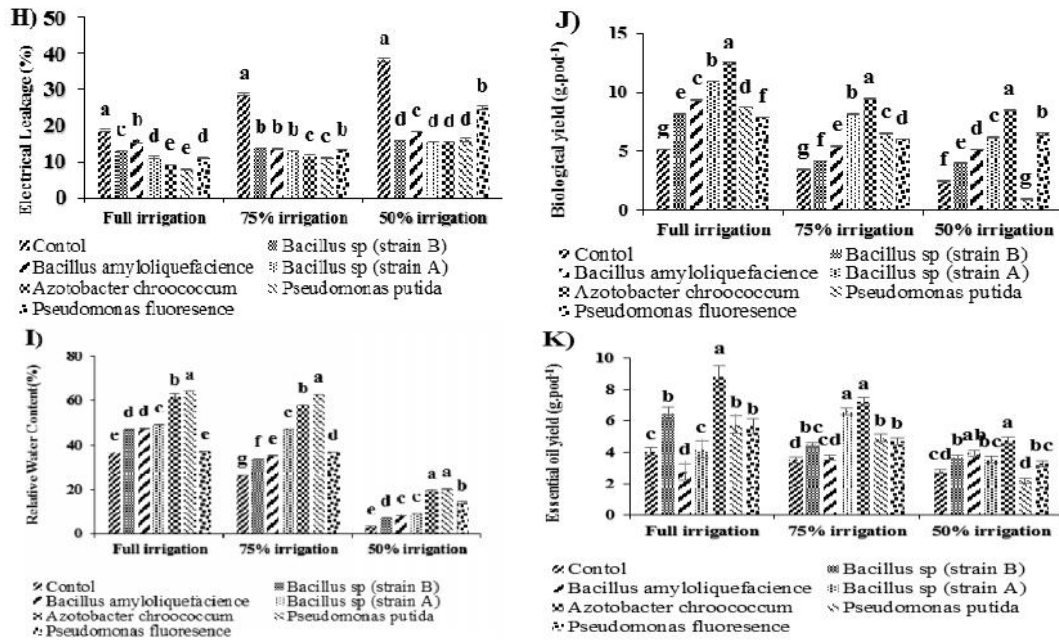 H)
Electrical Leakage (%)
50
40
30
20
10
0
a c b d e e d
a b b b c c b
a d c d d d b
Full irrigation 75% irrigation 50% irrigation
Contol Bacillus sp (strain B)
Bacillus amyloliquefacience Bacillus sp (strain A)
Azotobacter chroococcum Pseudomonas putida
Pseudomonas fluoresence
J)
Biological yield (g.pod-1)
15
10
5
0
g e c b a d f
g f e b a d d
f e d c a g b
Full irrigation 75% irrigation 50% irrigation
Contol Bacillus sp (strain B)
Bacillus amyloliquefacience Bacillus sp (strain A)
Azotobacter chroococcum Pseudomonas putida
Pseudomonas fluoresence
I)
Relative Water Content(%)
80
60
40
20
0
e d d c b a e
g f e c b a d
e d c c a a b
Full irrigation 75% irrigation 50% irrigation
Contol Bacillus sp (strain B)
Bacillus amyloliquefacience Bacillus sp (strain A)
Azotobacter chroococcum Pseudomonas putida
Pseudomonas fluoresence
K)
Essential oil yield (g.pod-1)
10
8
6
4
2
0
c b d c a b b
d bc cd a a b b
cd b ab bc a d bc
Full irrigation 75% irrigation 50% irrigation
Contol Bacillus sp (strain B)
Bacillus amyloliquefacience Bacillus sp (strain A)
Azotobacter chroococcum Pseudomonas putida
Pseudomonas fluoresence